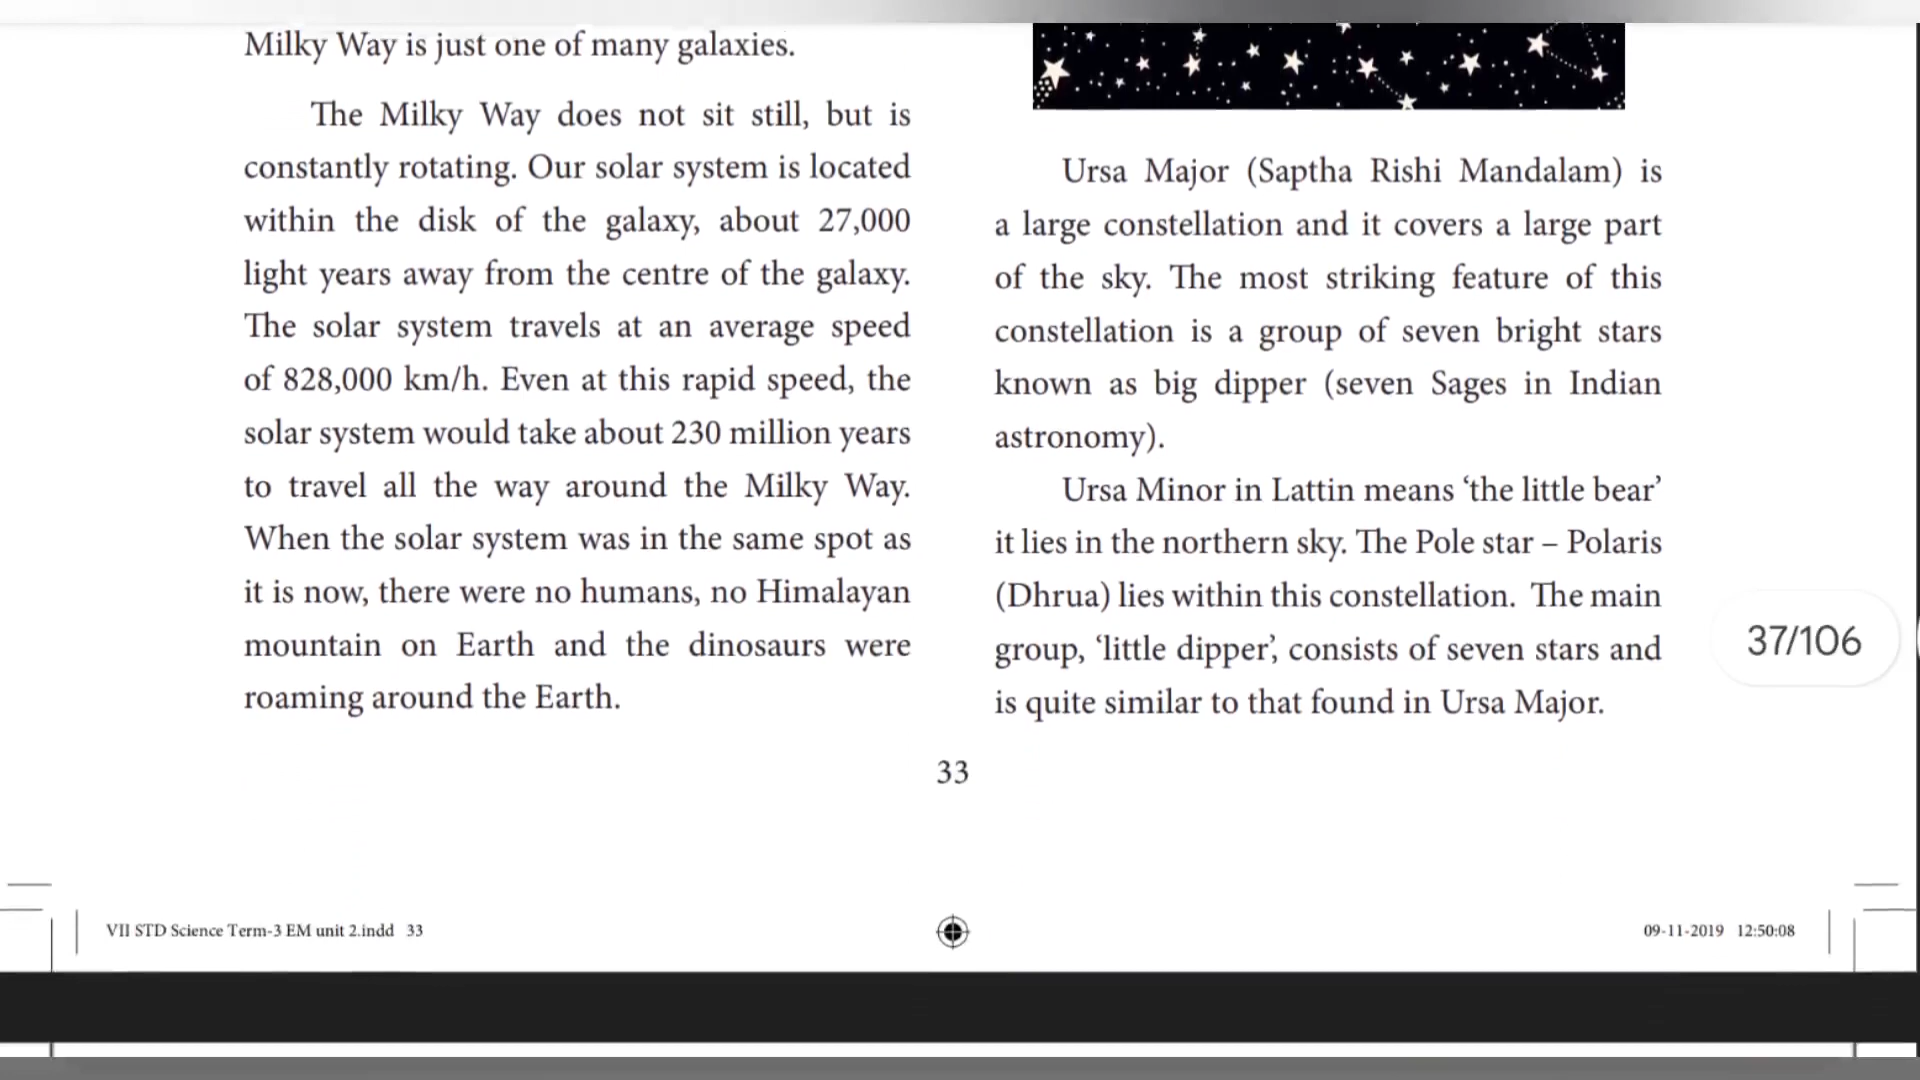 Milky Way is just one of many galaxies.
The Milky Way does not sit still, but is
constantly rotating. Our solar system is located
within the disk of the galaxy, about 27,000
light years away from the centre of the galaxy.
The solar system travels at an average speed
of 828,000 km/h. Even at this rapid speed, the
solar system would take about 230 million years
to travel all the way around the Milky Way.
When the solar system was in the same spot as
it is now, there were no humans, no Himalayan
mountain on Earth and the dinosaurs were
roaming around the Earth.
Ursa Major (Saptha Rishi Mandalam) is
a large constellation and it covers a large part
of the sky. The most striking feature of this
constellation is a group of seven bright stars
known as big dipper (seven Sages in Indian
astronomy).
Ursa Minor in Lattin means ‘the little bear’
it lies in the northern sky. The Pole star – Polaris
(Dhrua) lies within this constellation. The main
group, ‘little dipper’, consists of seven stars and
is quite similar to that found in Ursa Major.
37/106
33
VII STD Science Term-3 EM unit 2.indd 33
09-11-2019 12:50:08